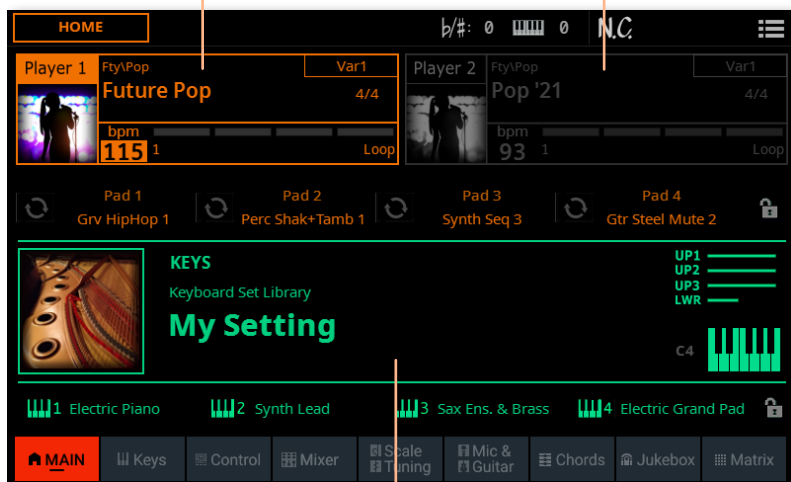 HOME
b/#: 0 0 N.C.
Player 1 Fty\Pop Var1
Future Pop
4/4
bpm
115 1 Loop
Player 2 Fty\Pop Var1
Pop '21
4/4
bpm
93 1 Loop
Pad 1
Grv HipHop 1
Pad 2
Perc Shak+Tamb 1
Pad 3
Synth Seq 3
Pad 4
Gtr Steel Mute 2
KEYS
Keyboard Set Library
My Setting
UP1
UP2
UP3
LWR
C4
1 Electric Piano
2 Synth Lead
3 Sax Ens. & Brass
4 Electric Grand Pad
MAIN
Keys
Control
Mixer
Scale
Tuning
Mic &
Guitar
Chords
Jukebox
Matrix